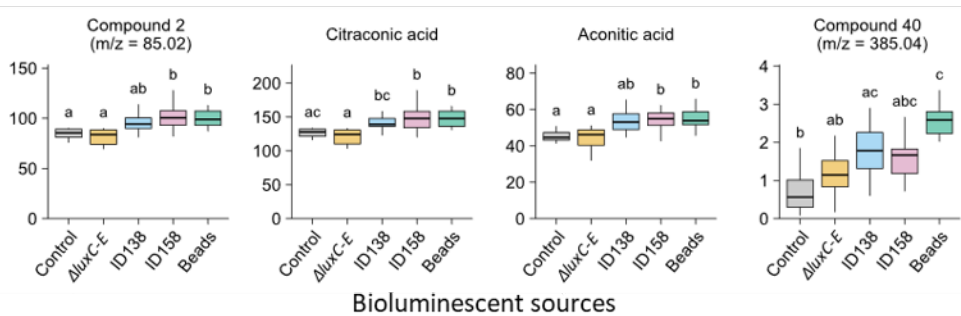 Compound 2
(m/z = 85.02)
150
100
50
0
a
a
ab
b
b
Control
ΔluxC-E
ID138
ID158
Beads
Citraconic acid
200
150
100
50
0
ac
a
bc
b
b
Control
ΔluxC-E
ID138
ID158
Beads
Aconitic acid
80
60
40
20
0
a
a
ab
b
b
Control
ΔluxC-E
ID138
ID158
Beads
Compound 40
(m/z = 385.04)
4
3
2
1
0
b
ab
ac
abc
c
Control
ΔluxC-E
ID138
ID158
Beads
Bioluminescent sources